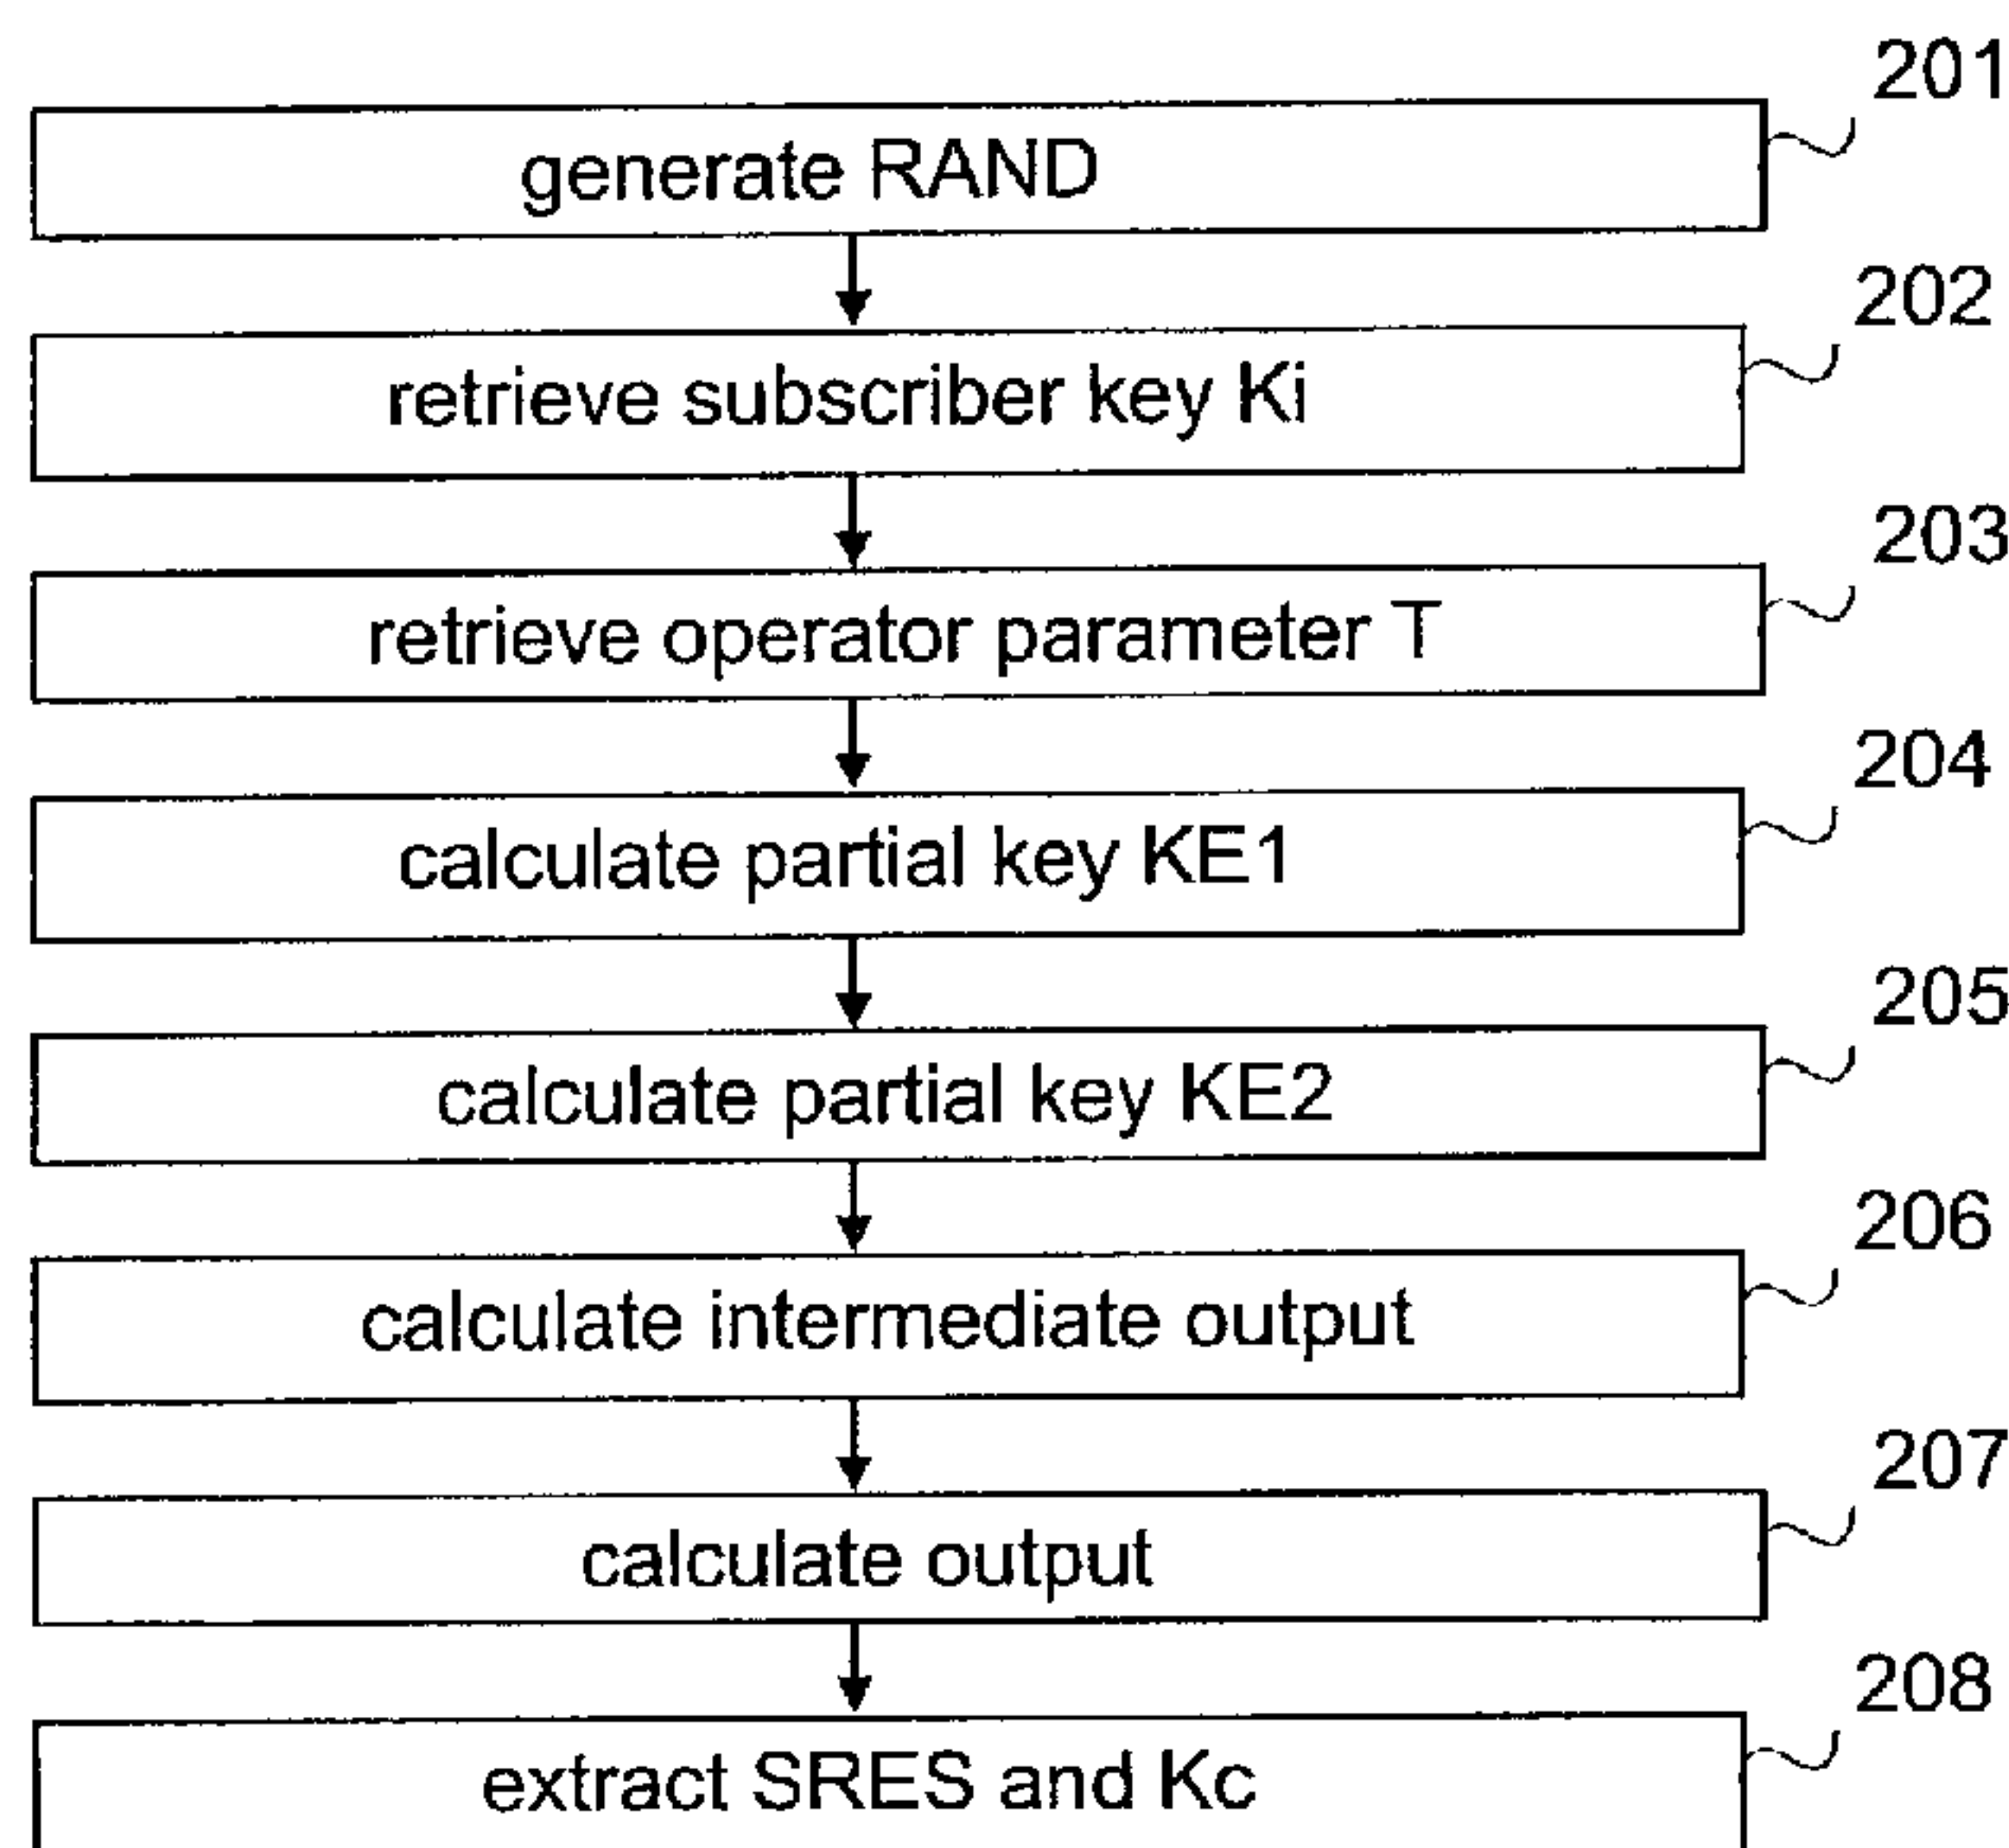 201
generate RAND
202
retrieve subscriber key Ki
203
retrieve operator parameter T
204
calculate partial key KE1
205
calculate partial key KE2
206
calculate intermediate output
207
calculate output
208
extract SRES and Kc